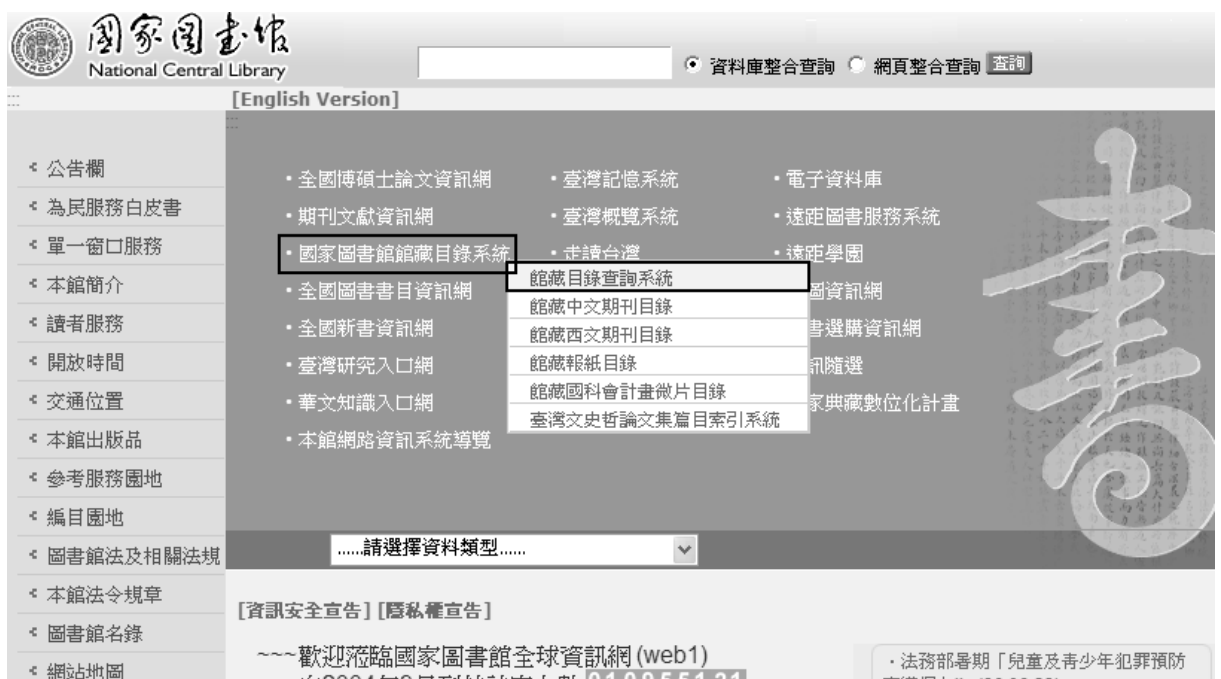 國家圖書館
National Central Library
資料庫整合查詢 網頁整合查詢 查詢
[English Version]
公告欄
為民服務白皮書
單一窗口服務
本館簡介
讀者服務
開放時間
交通位置
本館出版品
參考服務園地
編目園地
圖書館法及相關法規
本館法令規章
圖書館名錄
網站地圖
・全國博碩士論文資訊網
・期刊文獻資訊網
・國家圖書館館藏目錄系統
・全國圖書書目資訊網
・全國新書資訊網
・臺灣研究入口網
・華文知識入口網
・本館網路資訊系統導覽
・臺灣記憶系統
・臺灣概覽系統
・走讀台灣
館藏目錄查詢系統
館藏中文期刊目錄
館藏西文期刊目錄
館藏報紙目錄
館藏國科會計畫微片目錄
臺灣文史哲論文集篇目索引系統
・電子資料庫
・遠距圖書服務系統
・遠距學園
圖資訊網
書選購資訊網
訊隨選
家典藏數位化計畫
書
......請選擇資料類型......
[資訊安全宣告] [隱私權宣告]
~~~歡迎蒞臨國家圖書館全球資訊網 (web1)
・法務部暑期「兒童及青少年犯罪預防